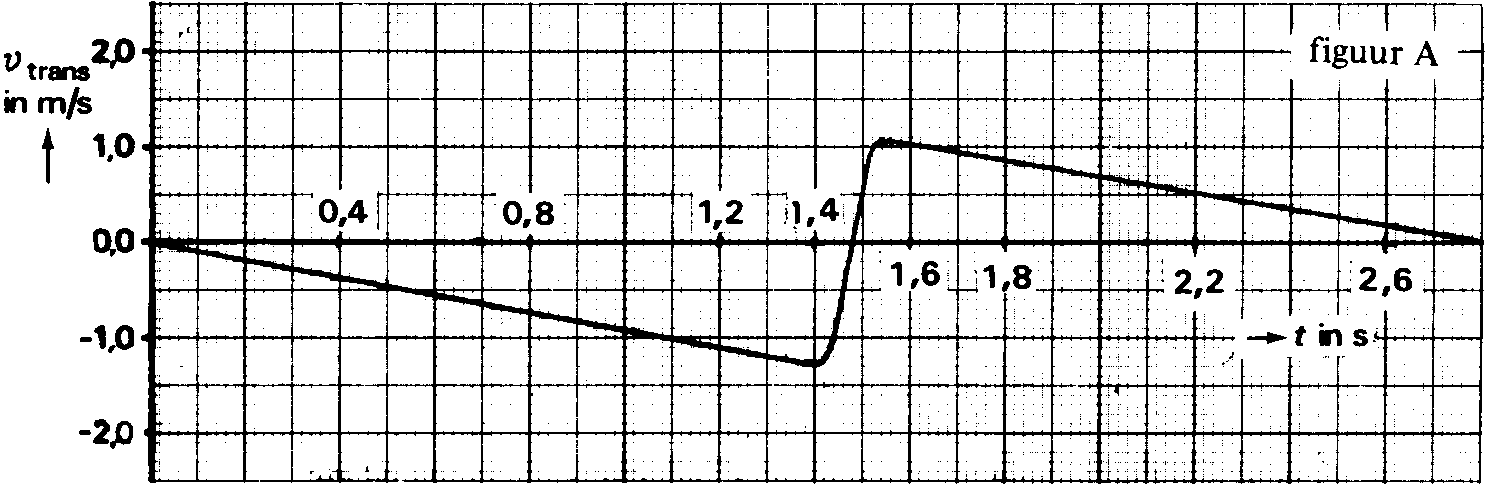 figuur A
2,0
v trans
in m/s
1,0
0,4 0,8 1,2 1,4
0,0
1,6 1,8 2,2 2,6
-1,0
t in s
-2,0